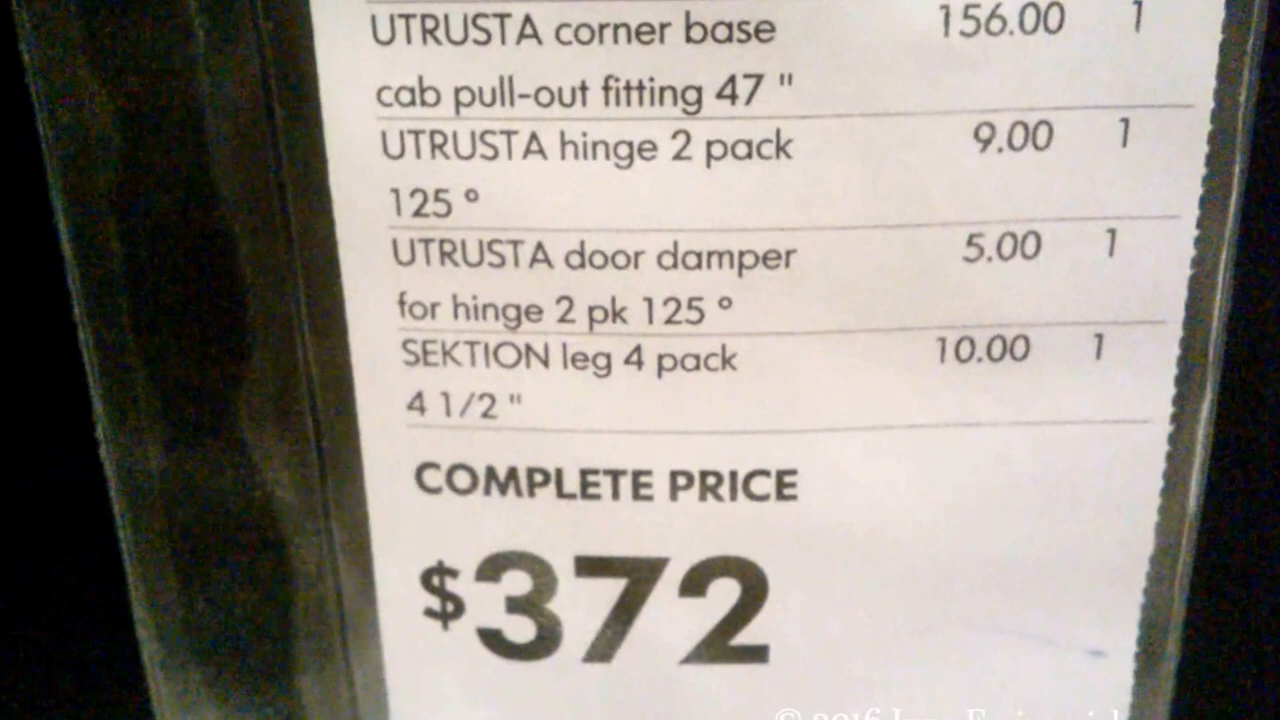 UTRUSTA corner base 156.00 1
cab pull-out fitting 47 "
UTRUSTA hinge 2 pack 9.00 1
125 °
UTRUSTA door damper 5.00 1
for hinge 2 pk 125 °
SEKTION leg 4 pack 10.00 1
4 1/2 "
COMPLETE PRICE
$372
© 2016